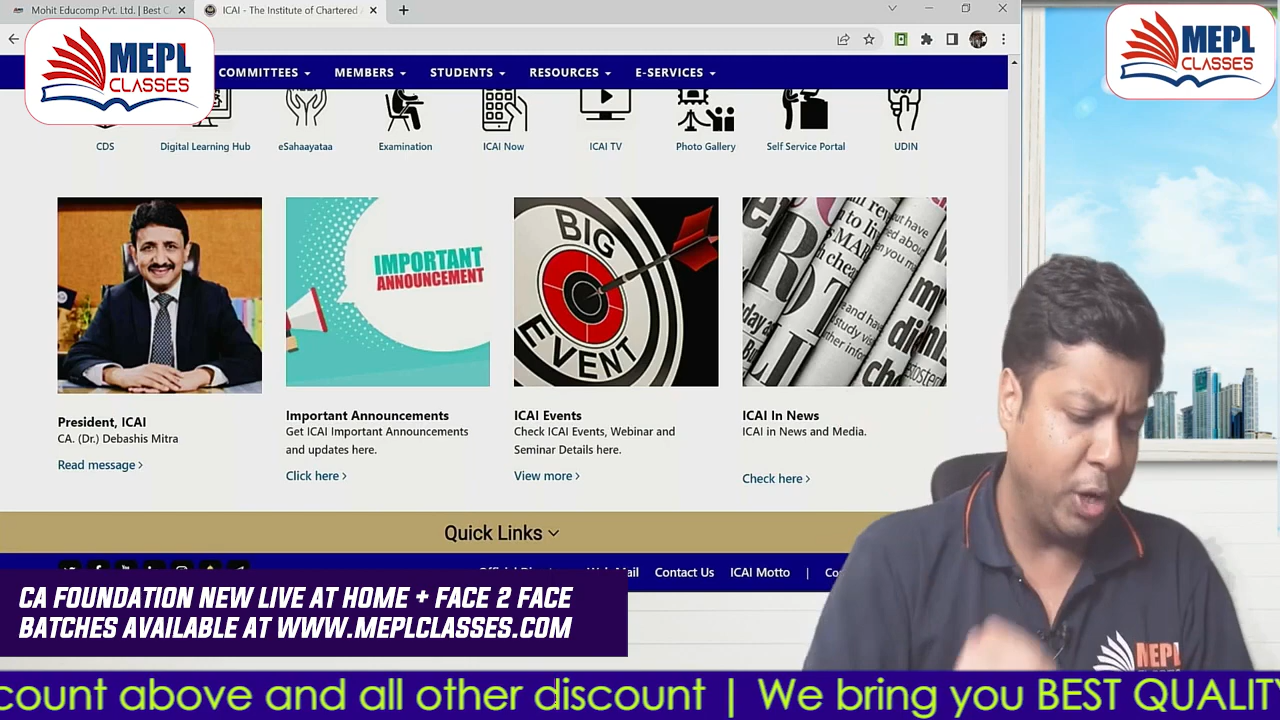 Mohit Educomp Pvt. Ltd. | Best C
ICAI - The Institute of Chartered A
MEPL
CLASSES
COMMITTEES
MEMBERS
STUDENTS
RESOURCES
E-SERVICES
MEPL
CLASSES
CDS
Digital Learning Hub
eSahaayataa
Examination
ICAI Now
ICAI TV
Photo Gallery
Self Service Portal
UDIN
IMPORTANT
ANNOUNCEMENT
BIG
EVENT
President, ICAI
CA. (Dr.) Debashis Mitra
Read message >
Important Announcements
Get ICAI Important Announcements
and updates here.
Click here >
ICAI Events
Check ICAI Events, Webinar and
Seminar Details here.
View more >
ICAI In News
ICAI in News and Media.
Check here >
Quick Links
Mail
Contact Us
ICAI Motto
|
Co
CA FOUNDATION NEW LIVE AT HOME + FACE 2 FACE
BATCHES AVAILABLE AT WWW.MEPLCLASSES.COM
MEPL
count above and all other discount | We bring you BEST QUALITY